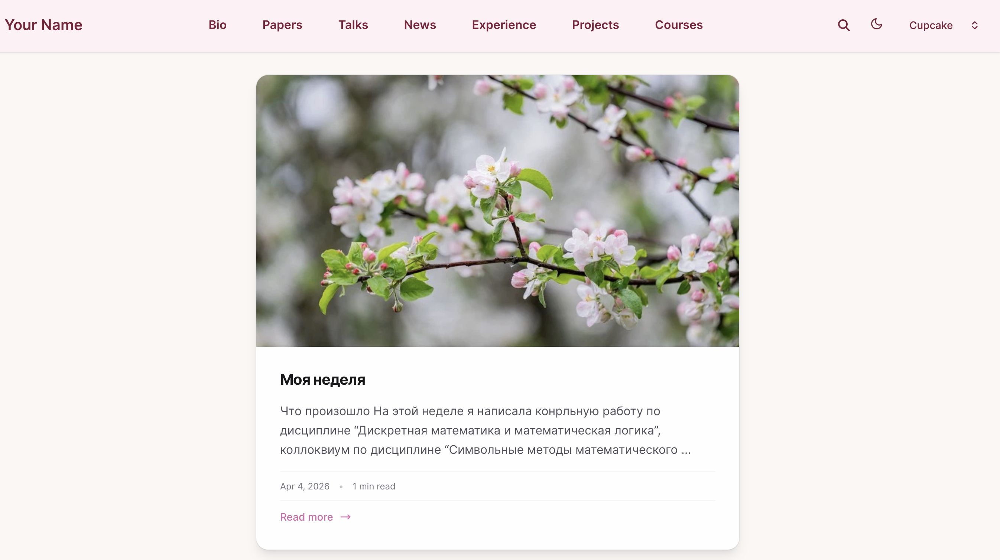 Your Name Bio Papers Talks News Experience Projects Courses Cupcake
Моя неделя
Что произошло На этой неделе я написала конрльную работу по
дисциплине “Дискретная математика и математическая логика”,
коллоквиум по дисциплине “Символьные методы математического ...
Apr 4, 2026 • 1 min read
Read more →